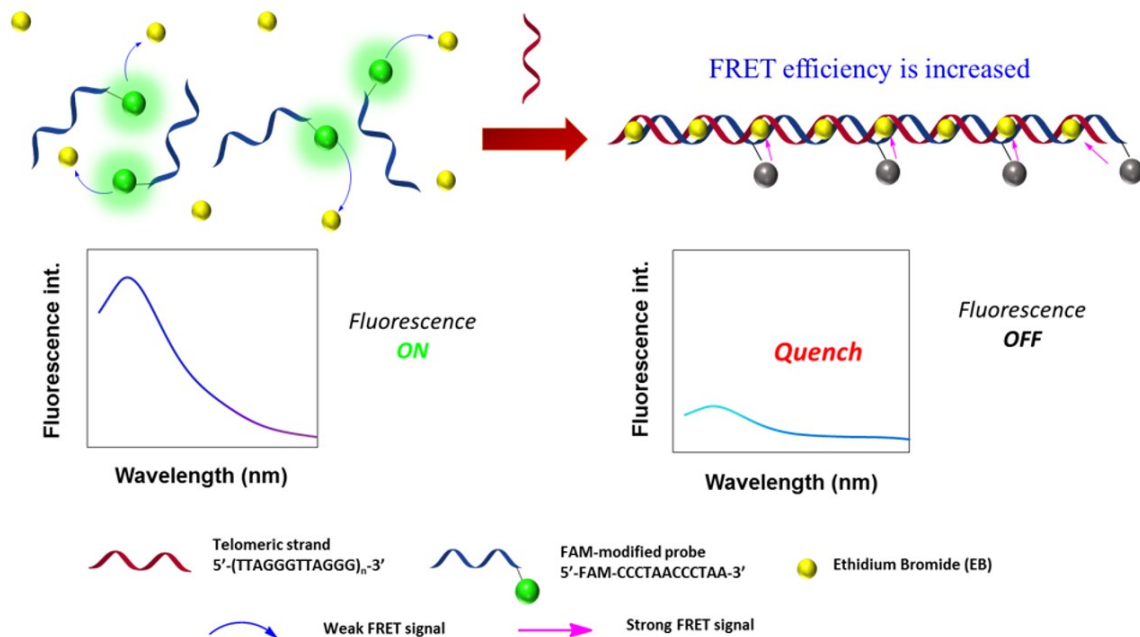 FRET efficiency is increased
Fluorescence int.
Fluorescence
ON
Wavelength (nm)
Fluorescence int.
Quench
Fluorescence
OFF
Wavelength (nm)
Telomeric strand
5’-(TTAGGGTTAGGG)n-3’
FAM-modified probe
5’-FAM-CCCTAACCCTAA-3’
Ethidium Bromide (EB)
Weak FRET signal
Strong FRET signal